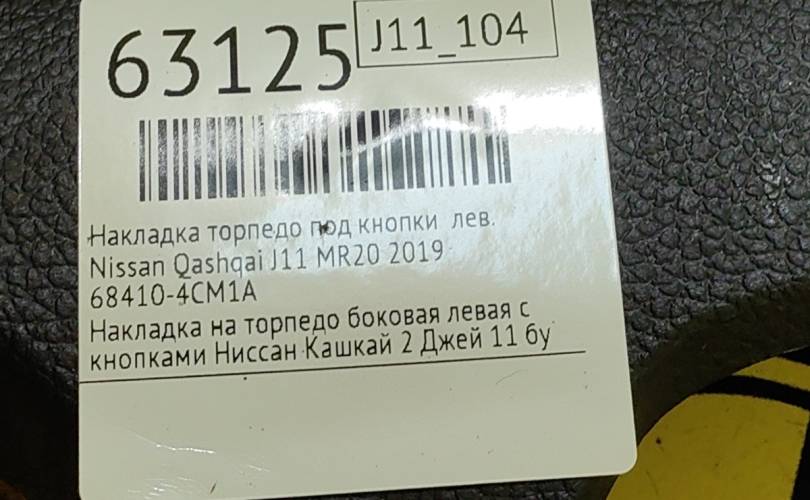 63125
J11_104
Накладка торпедо под кнопки лев.
Nissan Qashqai J11 MR20 2019
68410-4CM1A
Накладка на торпедо боковая левая с
кнопками Ниссан Кашкай 2 Джей 11 бу